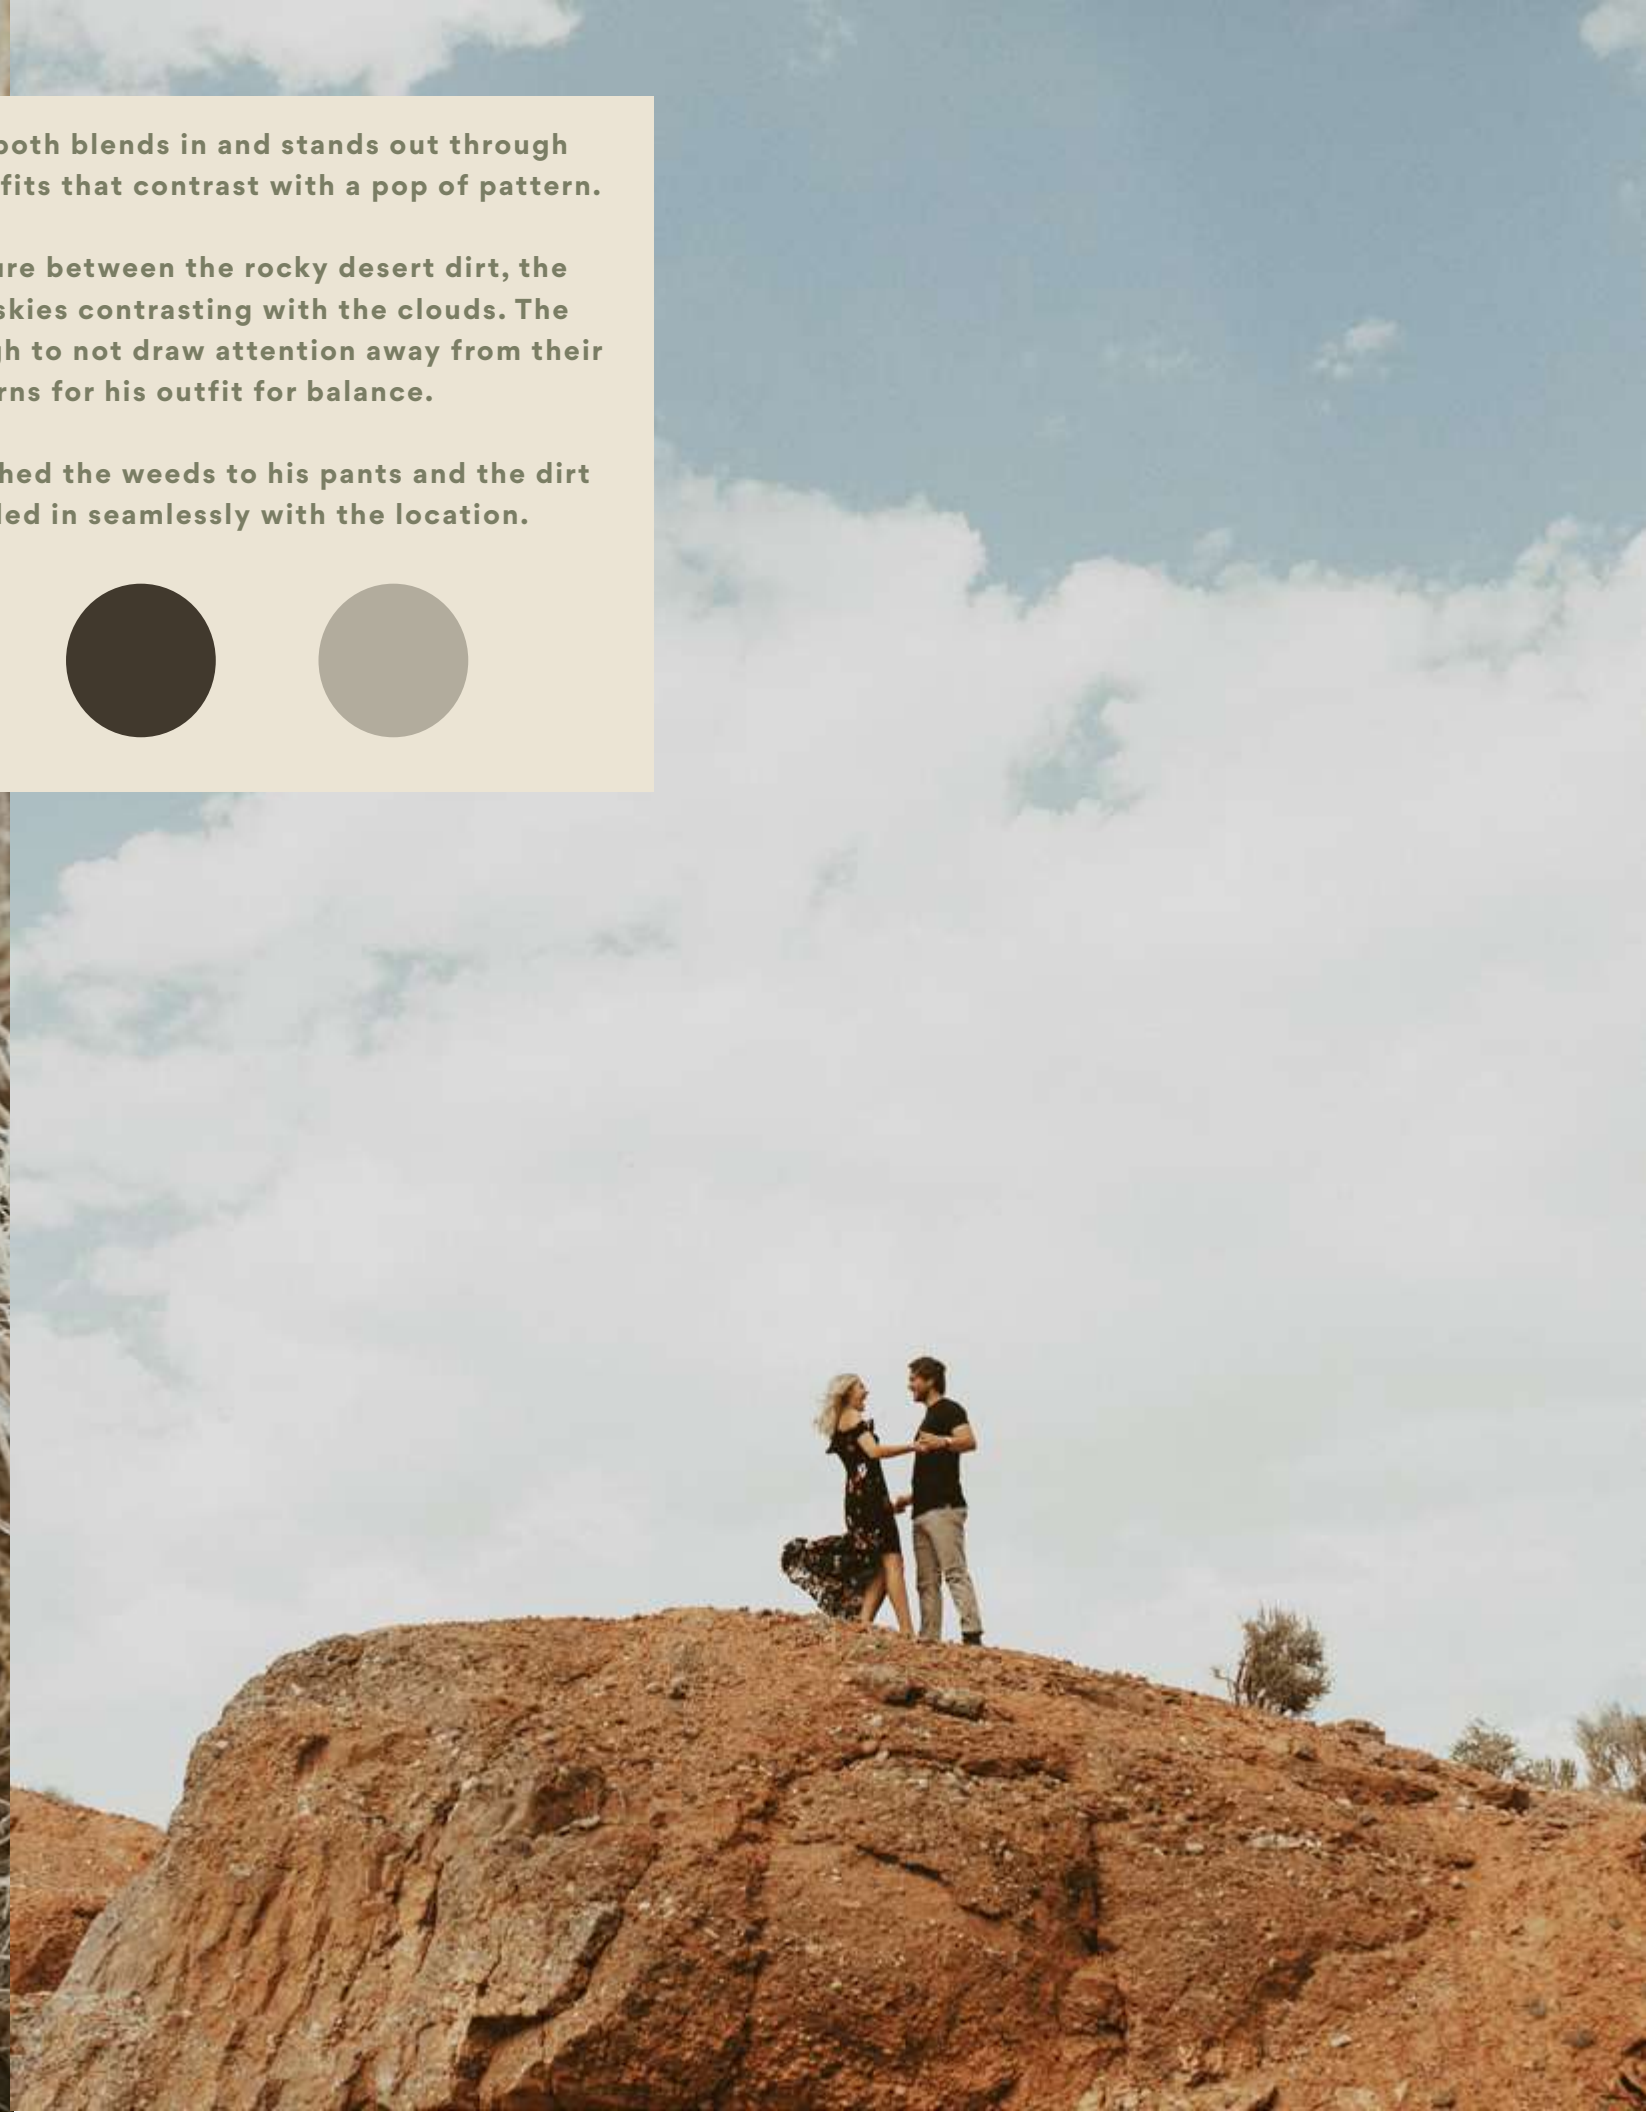 both blends in and stands out through
fits that contrast with a pop of pattern.
ure between the rocky desert dirt, the
skies contrasting with the clouds. The
gh to not draw attention away from their
rns for his outfit for balance.
hed the weeds to his pants and the dirt
led in seamlessly with the location.